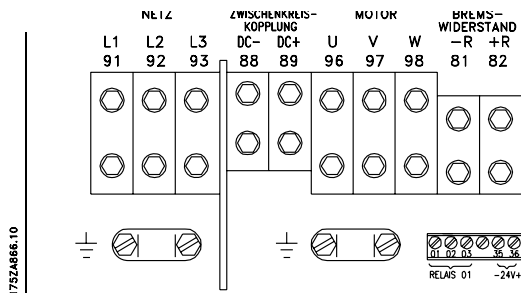 NETZ ZWISCHENKREIS- MOTOR BREMS-
KOPPLUNG WIDERSTAND
L1 L2 L3 DC- DC+ U V W -R +R
91 92 93 88 89 96 97 98 81 82
01 02 03 35 36
RELAIS 01 -24V+
175ZA866.10